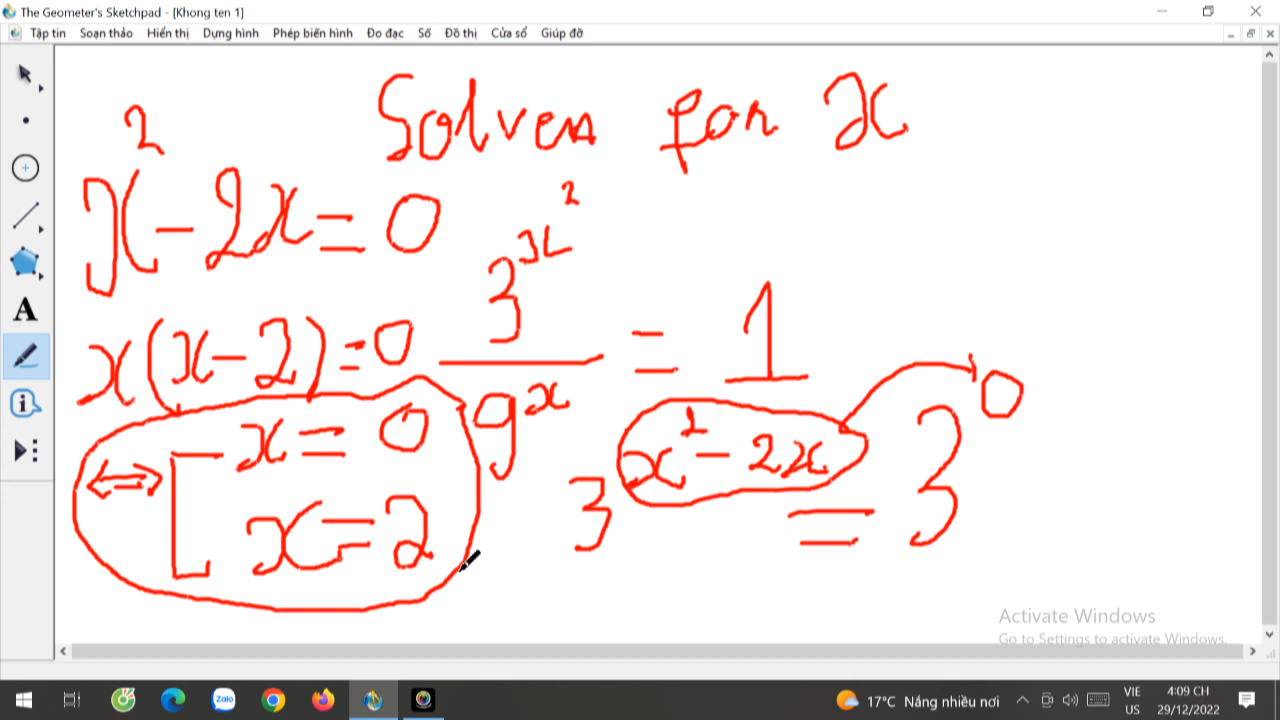 The Geometer's Sketchpad - [Khong ten 1]
Tập tin Soạn thảo Hiển thị Dựng hình Phép biến hình Đo đạc Số Đồ thị Cửa sổ Giúp đỡ
Solven for x
x² - 2x = 0
x(x - 2) = 0
⇔ [ x = 0
x = 2
3^x² / 9^x = 1
3^x² - 2x = 3^0
A
Activate Windows
Go to Settings to activate Windows.
Zalo
17°C Nắng nhiều nơi
VIE
US
4:09 CH
29/12/2022